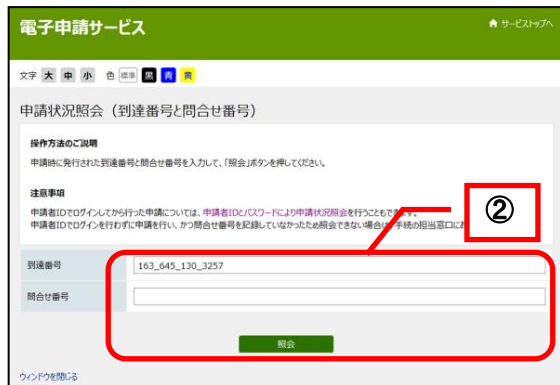 電子申請サービス
サービストップへ
文字 大 中 小 色 標準 黒 青 黄
申請状況照会（到達番号と問合せ番号）
操作方法のご説明
申請時に発行された到達番号と問合せ番号を入力して、「照会」ボタンを押してください。
注意事項
申請者IDでログインしてから行った申請については、申請者IDとパスワードにより申請状況照会を行うこともできます。
申請者IDでログインを行わずに申請を行い、かつ問合せ番号を記録していなかったため照会できない場合は、手続の担当窓口に
②
到達番号 163_645_130_3257
問合せ番号
照会
ウィンドウを閉じる